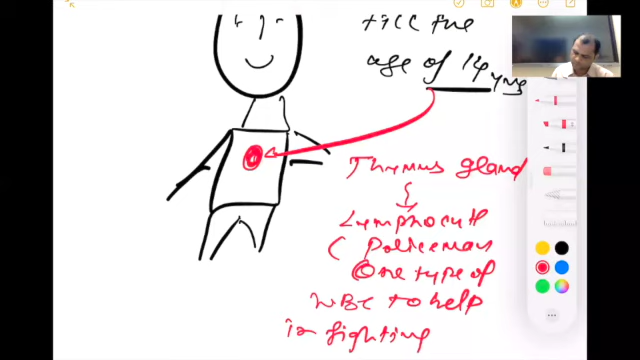 till the
age of 14 yrs
Thymus gland
Lymphocyte
( Policeman
One type of
WBC to help
in fighting